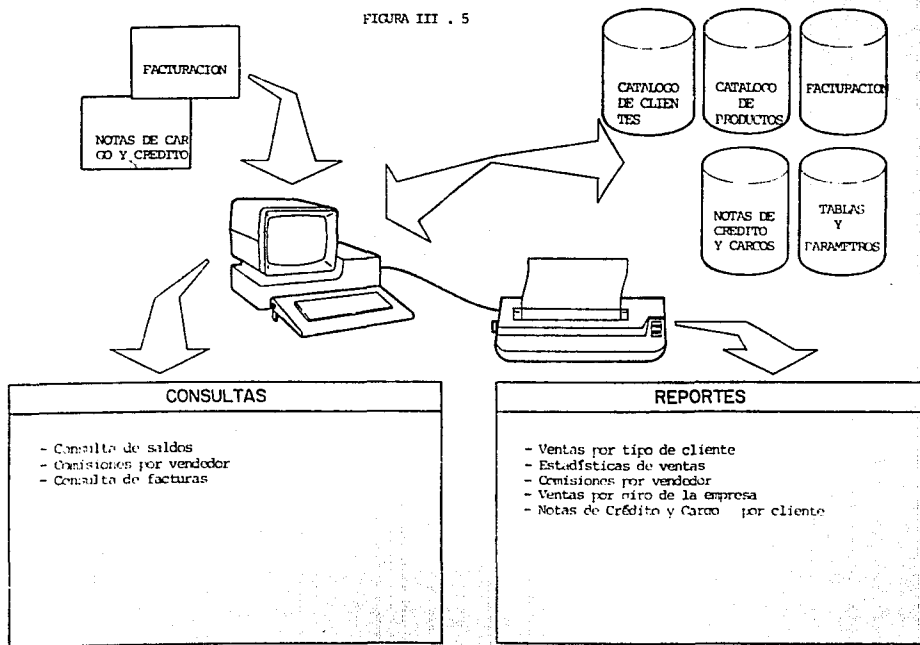 FIGURA III . 5
FACTURACION
NOTAS DE CAR
GO Y CREDITO
CATALOGO
DE CLIEN
TES
CATALOGO
DE
PRODUCTOS
FACTURACION
NOTAS DE
CREDITO
Y CARGOS
TABLAS
Y
PARAMETROS
CONSULTAS
- Consulta de saldos
- Comisiones por vendedor
- Consulta de facturas
REPORTES
- Ventas por tipo de cliente
- Estadísticas de ventas
- Comisiones por vendedor
- Ventas por giro de la empresa
- Notas de Crédito y Cargo por cliente